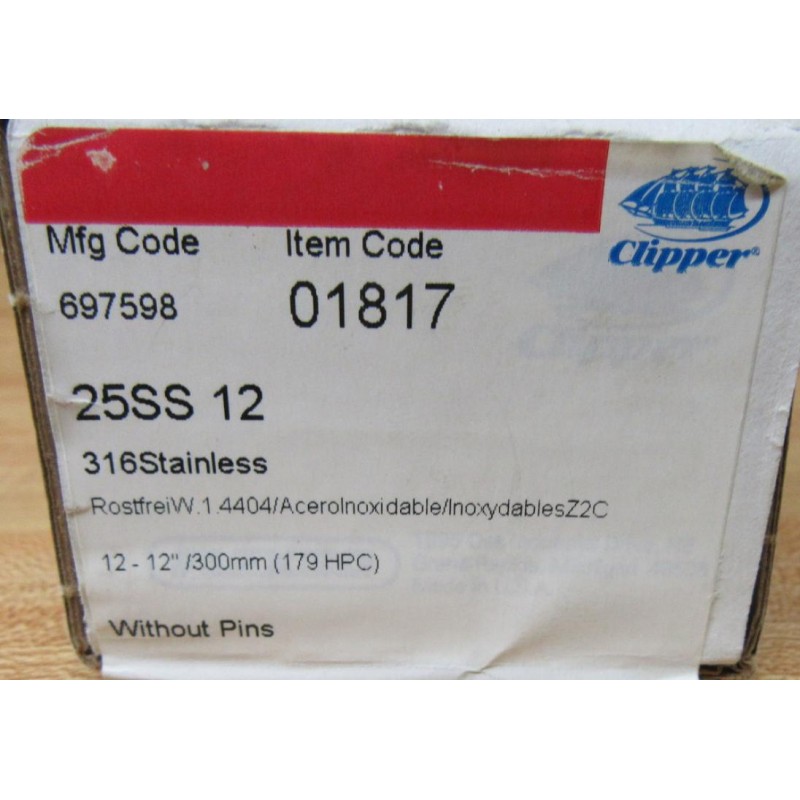 Clipper®
Mfg Code Item Code
697598 01817
25SS 12
316Stainless
RostfreiW.1.4404/AceroInoxidable/InoxydablesZ2C
12 - 12" /300mm (179 HPC)
Without Pins